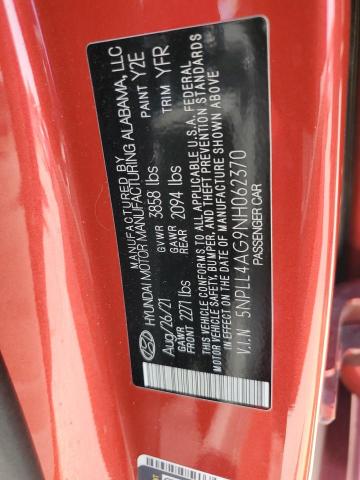 MANUFACTURED BY
HYUNDAI MOTOR MANUFACTURING ALABAMA, LLC
Aug/26/21 GVWR 3858 lbs PAINT Y2E
GAWR FRONT 2271 lbs GAWR REAR 2094 lbs TRIM YFR
THIS VEHICLE CONFORMS TO ALL APPLICABLE U.S.A. FEDERAL
MOTOR VEHICLE SAFETY, BUMPER, AND THEFT PREVENTION STANDARDS
IN EFFECT ON THE DATE OF MANUFACTURE SHOWN ABOVE
V.I.N 5NPLL4AG9NH062370
PASSENGER CAR